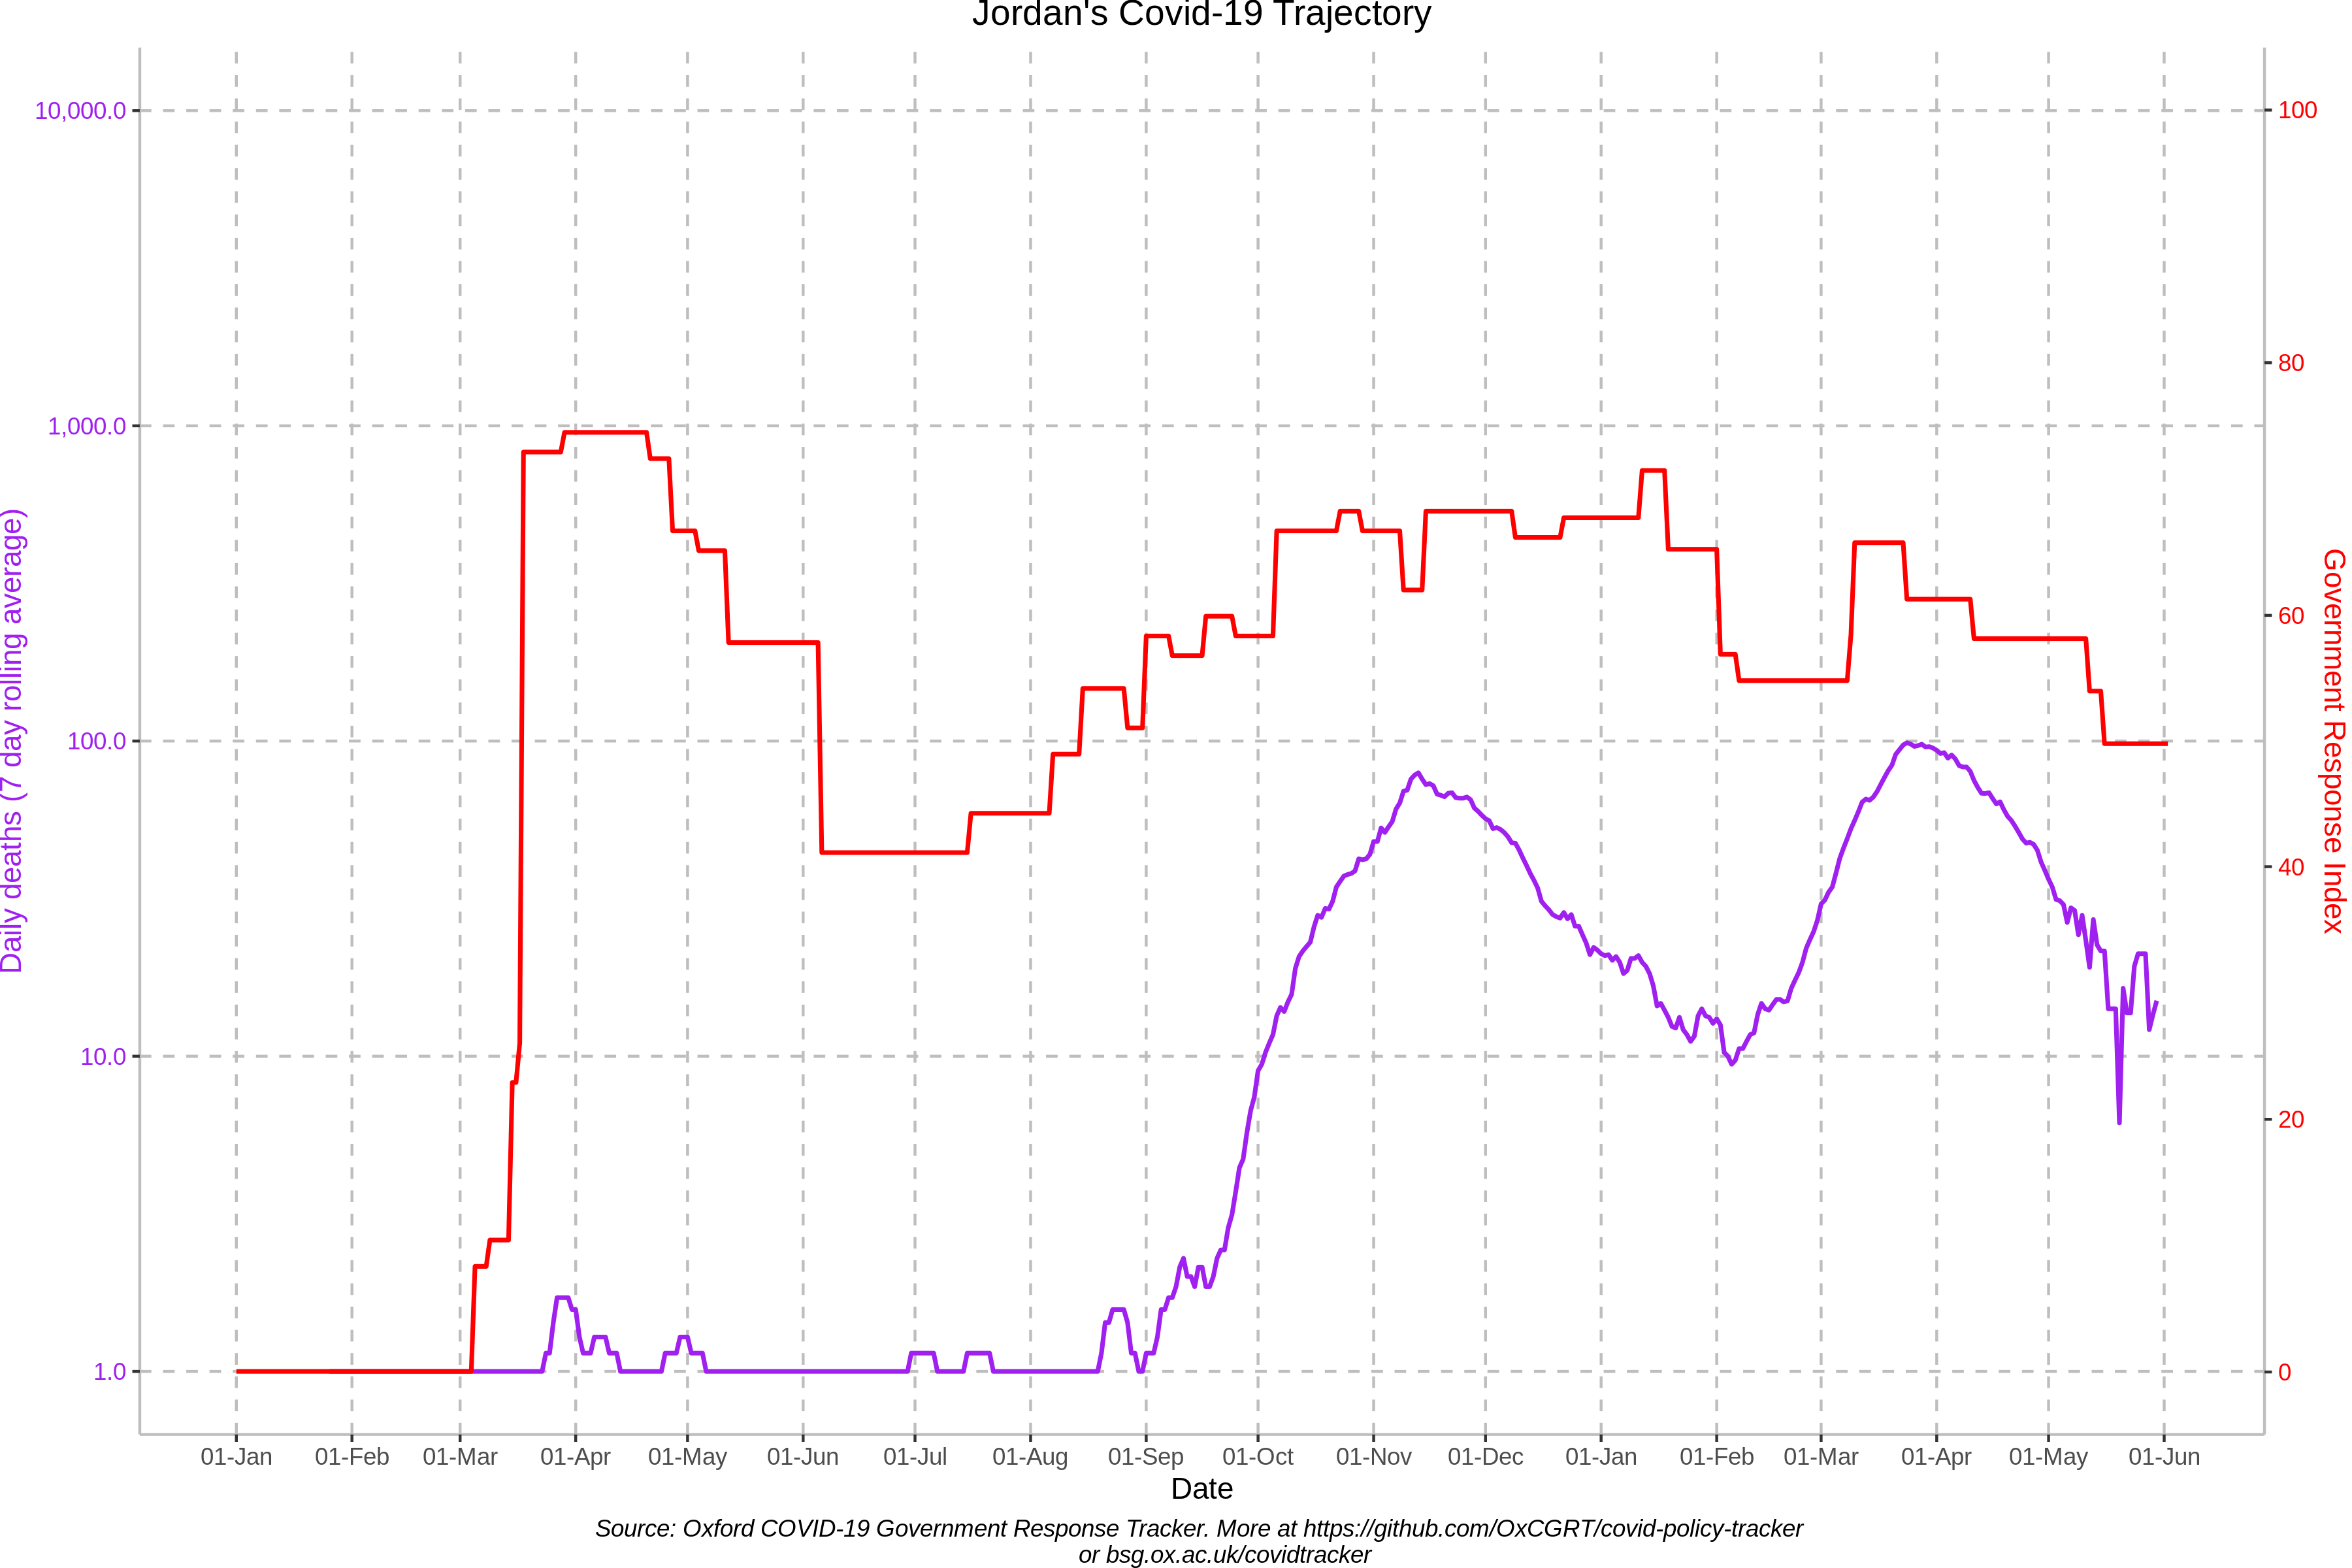 Jordan's Covid-19 Trajectory
Daily deaths (7 day rolling average)
10,000.0
1,000.0
100.0
10.0
1.0
100
80
60
40
20
0
Government Response Index
01-Jan 01-Feb 01-Mar 01-Apr 01-May 01-Jun 01-Jul 01-Aug 01-Sep 01-Oct 01-Nov 01-Dec 01-Jan 01-Feb 01-Mar 01-Apr 01-May 01-Jun
Date
Source: Oxford COVID-19 Government Response Tracker. More at https://github.com/OxCGRT/covid-policy-tracker
or bsg.ox.ac.uk/covidtracker